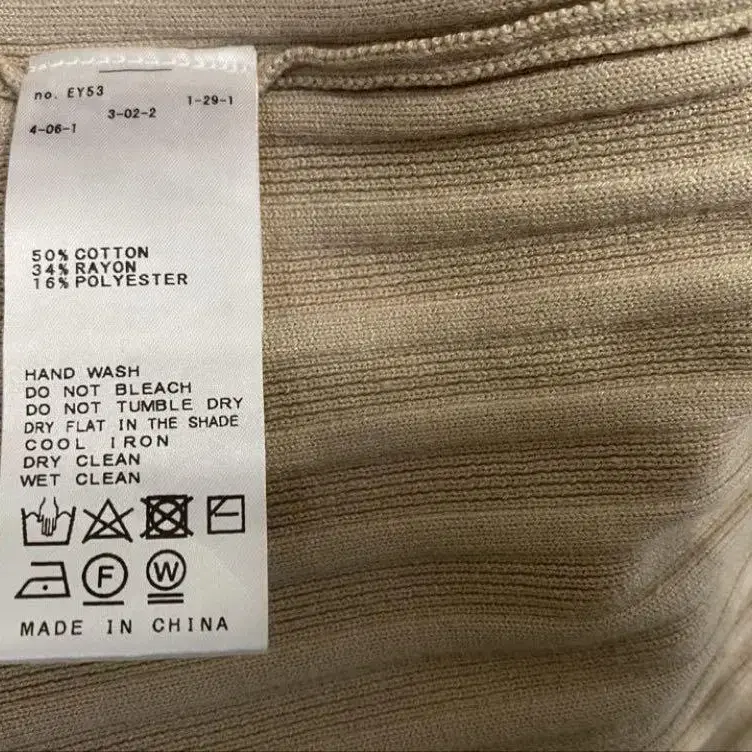 no. EY53
1-29-1
3-02-2
4-06-1
50% COTTON
34% RAYON
16% POLYESTER
HAND WASH
DO NOT BLEACH
DO NOT TUMBLE DRY
DRY FLAT IN THE SHADE
COOL IRON
DRY CLEAN
WET CLEAN
F W
MADE IN CHINA